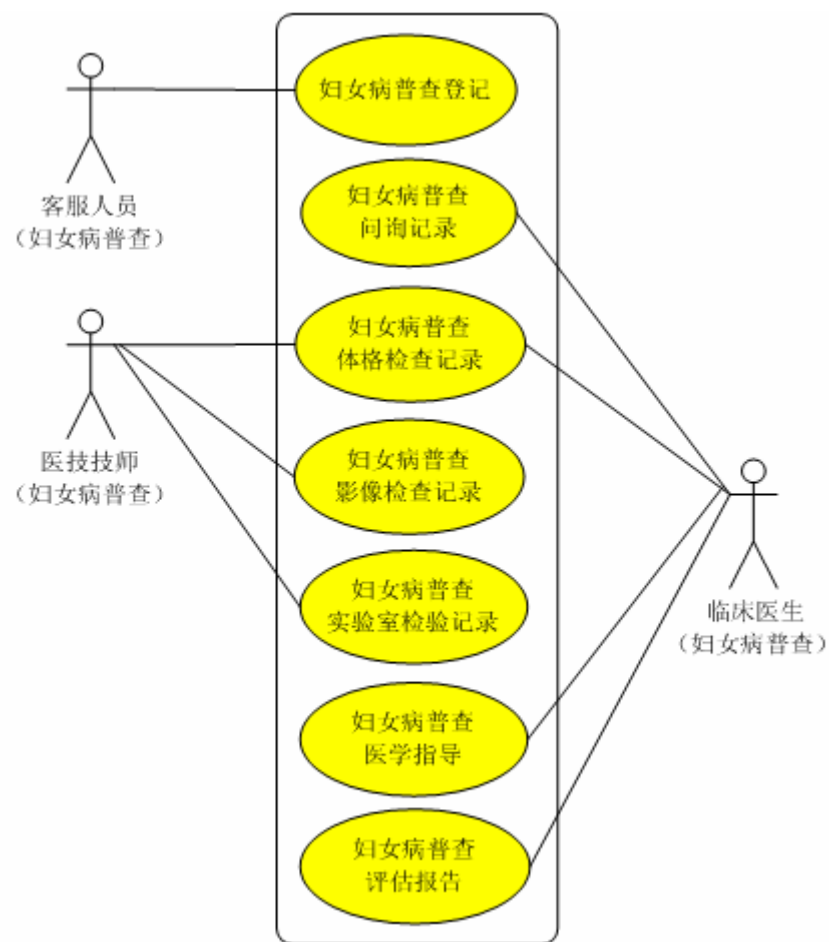 妇女病普查登记
客服人员
（妇女病普查）
妇女病普查
问询记录
妇女病普查
体格检查记录
医技技师
（妇女病普查）
妇女病普查
影像检查记录
妇女病普查
实验室检验记录
临床医生
（妇女病普查）
妇女病普查
医学指导
妇女病普查
评估报告